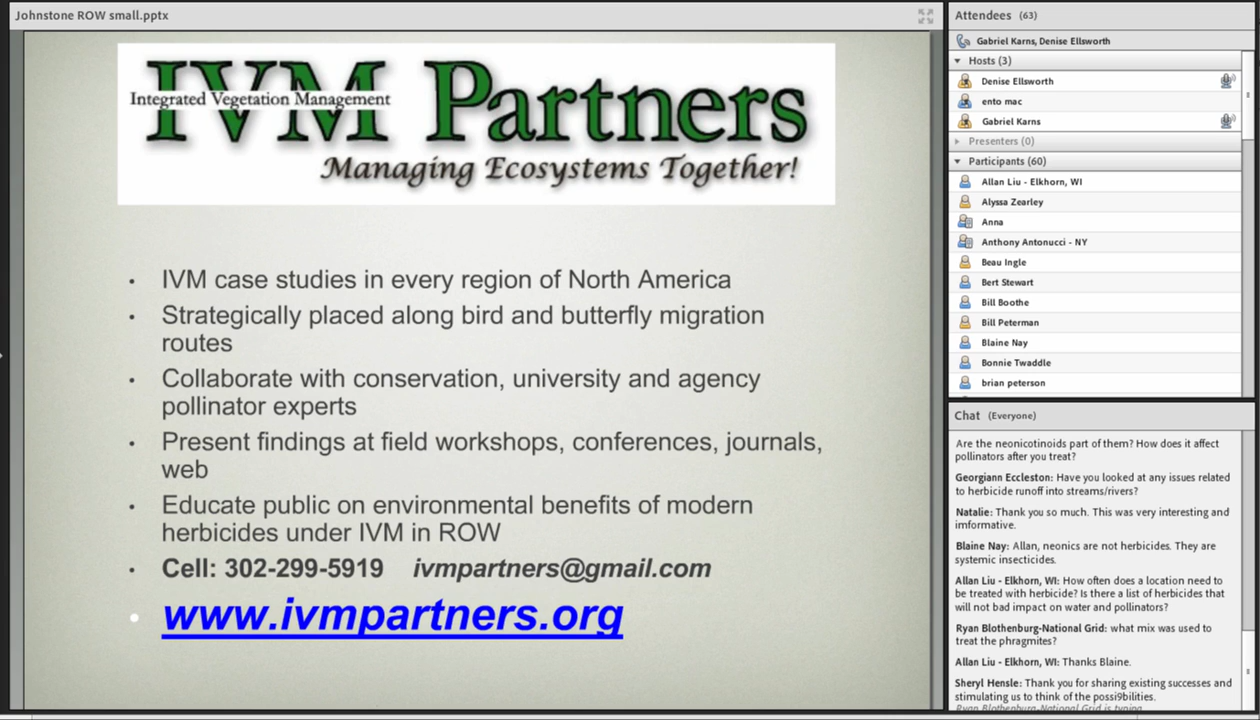 Johnstone ROW small.pptx
IVM Partners
Integrated Vegetation Management
Managing Ecosystems Together!
• IVM case studies in every region of North America
• Strategically placed along bird and butterfly migration
routes
• Collaborate with conservation, university and agency
pollinator experts
• Present findings at field workshops, conferences, journals,
web
• Educate public on environmental benefits of modern
herbicides under IVM in ROW
• Cell: 302-299-5919 ivmpartners@gmail.com
• www.ivmpartners.org
Attendees (63)
Gabriel Karns, Denise Ellsworth
Hosts (3)
Denise Ellsworth
ento mac
Gabriel Karns
Presenters (0)
Participants (60)
Allan Liu - Elkhorn, WI
Alyssa Zearley
Anna
Anthony Antonucci - NY
Beau Ingle
Bert Stewart
Bill Boothe
Bill Peterman
Blaine Nay
Bonnie Twaddle
brian peterson
Chat (Everyone)
Are the neonicotinoids part of them? How does it affect
pollinators after you treat?
Georgiann Eccleston: Have you looked at any issues related
to herbicide runoff into streams/rivers?
Natalie: Thank you so much. This was very interesting and
imformative.
Blaine Nay: Allan, neonics are not herbicides. They are
systemic insecticides.
Allan Liu - Elkhorn, WI: How often does a location need to
be treated with herbicide? Is there a list of herbicides that
will not bad impact on water and pollinators?
Ryan Blothenburg-National Grid: what mix was used to
treat the phragmites?
Allan Liu - Elkhorn, WI: Thanks Blaine.
Sheryl Hensle: Thank you for sharing existing successes and
stimulating us to think of the possi9bilities.
Ryan Blothenburg-National Grid is typing